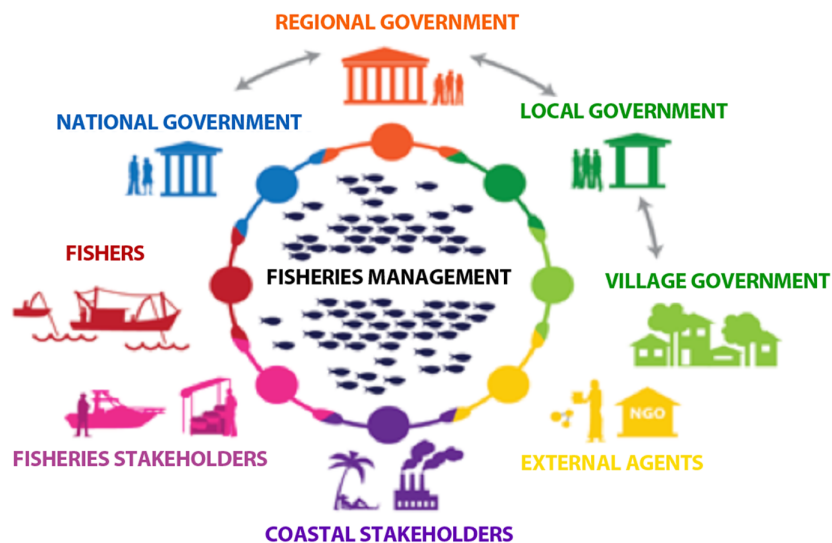 REGIONAL GOVERNMENT
NATIONAL GOVERNMENT
LOCAL GOVERNMENT
FISHERS
FISHERIES MANAGEMENT
VILLAGE GOVERNMENT
NGO
FISHERIES STAKEHOLDERS
EXTERNAL AGENTS
COASTAL STAKEHOLDERS